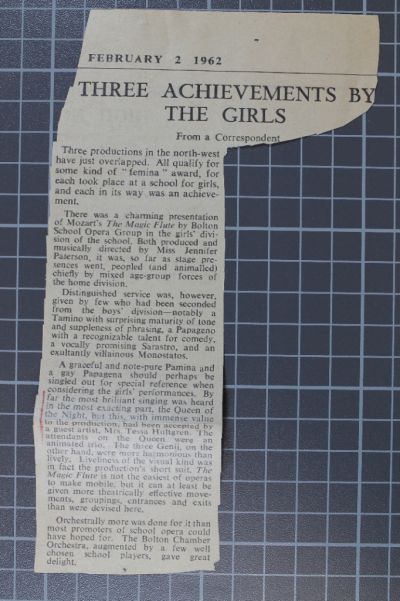 FEBRUARY 2 1962
THREE ACHIEVEMENTS BY
THE GIRLS
From a Correspondent
Three productions in the north-west
have just overlapped. All qualify for
some kind of "femina" award, for
each took place at a school for girls,
and each in its way was an achieve-
ment.
There was a charming presentation
of Mozart's The Magic Flute by Bolton
School Opera Group in the girls' divi-
sion of the school. Both produced and
musically directed by Miss Jennifer
Paterson, it was, so far as stage pre-
sences went, peopled (and animalled)
chiefly by mixed age-group forces of
the home division.
Distinguished service was, however,
given by few who had been seconded
from the boys' division—notably a
Tamino with surprising maturity of tone
and suppleness of phrasing, a Papageno
with a recognizable talent for comedy,
a vocally promising Sarastro, and an
exultantly villainous Monostatos.
A graceful and note-pure Pamina and
a gay Papagena should perhaps be
singled out for special reference when
considering the girls' performances. By
far the most brilliant singing was heard
in the most exacting part, the Queen of
the Night, but this, with immense value
to the production, had been accepted by
a guest artist, Mrs. Tessa Hultgren. The
attendants on the Queen were an
animated trio. The three Genii, on the
other hand, were more harmonious than
lively. Liveliness of the visual kind was
in fact the production's short suit. The
Magic Flute is not the easiest of operas
to make mobile, but it can at least be
given more theatrically effective move-
ments, groupings, entrances and exits
than were devised here.
Orchestrally more was done for it than
most promoters of school opera could
have hoped for. The Bolton Chamber
Orchestra, augmented by a few well
chosen school players, gave great
delight.